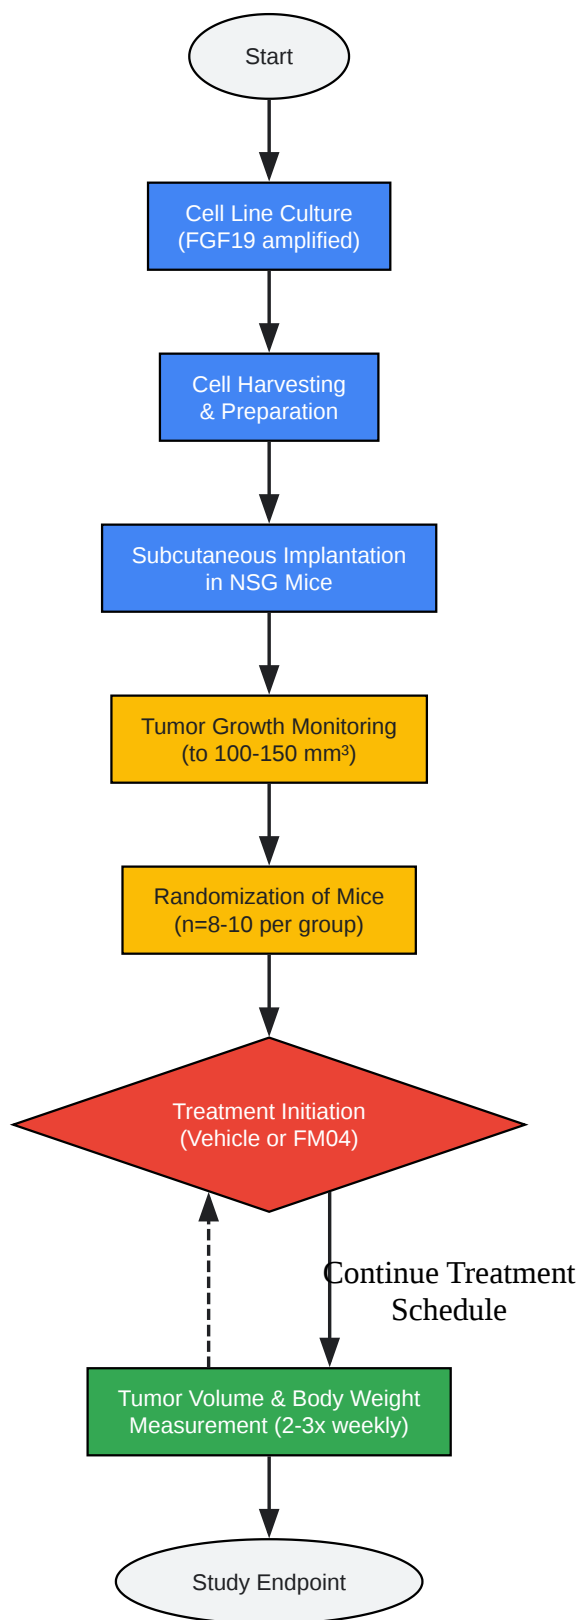 Start
Cell Line Culture
(FGF19 amplified)
Cell Harvesting
& Preparation
Subcutaneous Implantation
in NSG Mice
Tumor Growth Monitoring
(to 100-150 mm³)
Randomization of Mice
(n=8-10 per group)
Treatment Initiation
(Vehicle or FM04)
Continue Treatment
Schedule
Tumor Volume & Body Weight
Measurement (2-3x weekly)
Study Endpoint